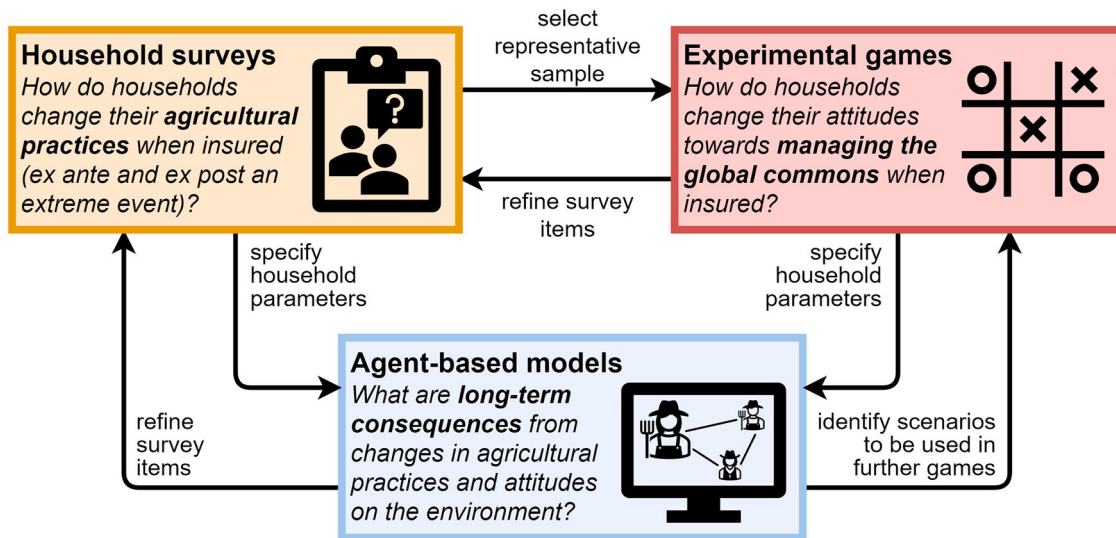 Household surveys
How do households
change their agricultural
practices when insured
(ex ante and ex post an
extreme event)?
?
select
representative
sample
refine survey
items
Experimental games
How do households
change their attitudes
towards managing the
global commons when
insured?
specify
household
parameters
specify
household
parameters
Agent-based models
What are long-term
consequences from
changes in agricultural
practices and attitudes
on the environment?
refine
survey
items
identify scenarios
to be used in
further games